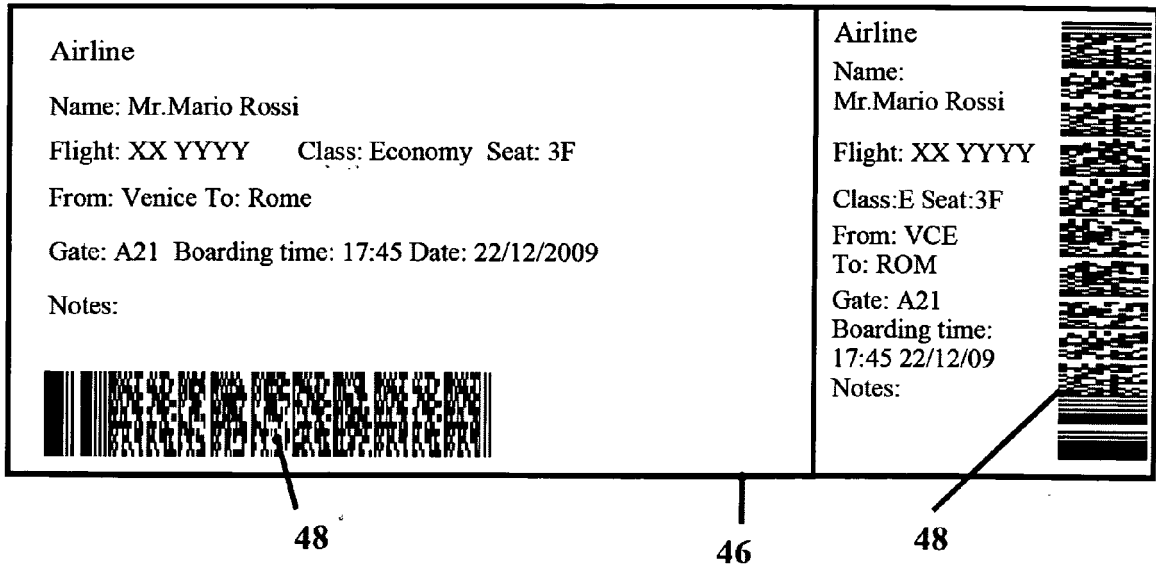 Airline
Name: Mr.Mario Rossi
Flight: XX YYYY Class: Economy Seat: 3F
From: Venice To: Rome
Gate: A21 Boarding time: 17:45 Date: 22/12/2009
Notes:
Airline
Name:
Mr.Mario Rossi
Flight: XX YYYY
Class:E Seat:3F
From: VCE
To: ROM
Gate: A21
Boarding time:
17:45 22/12/09
Notes:
48
46
48